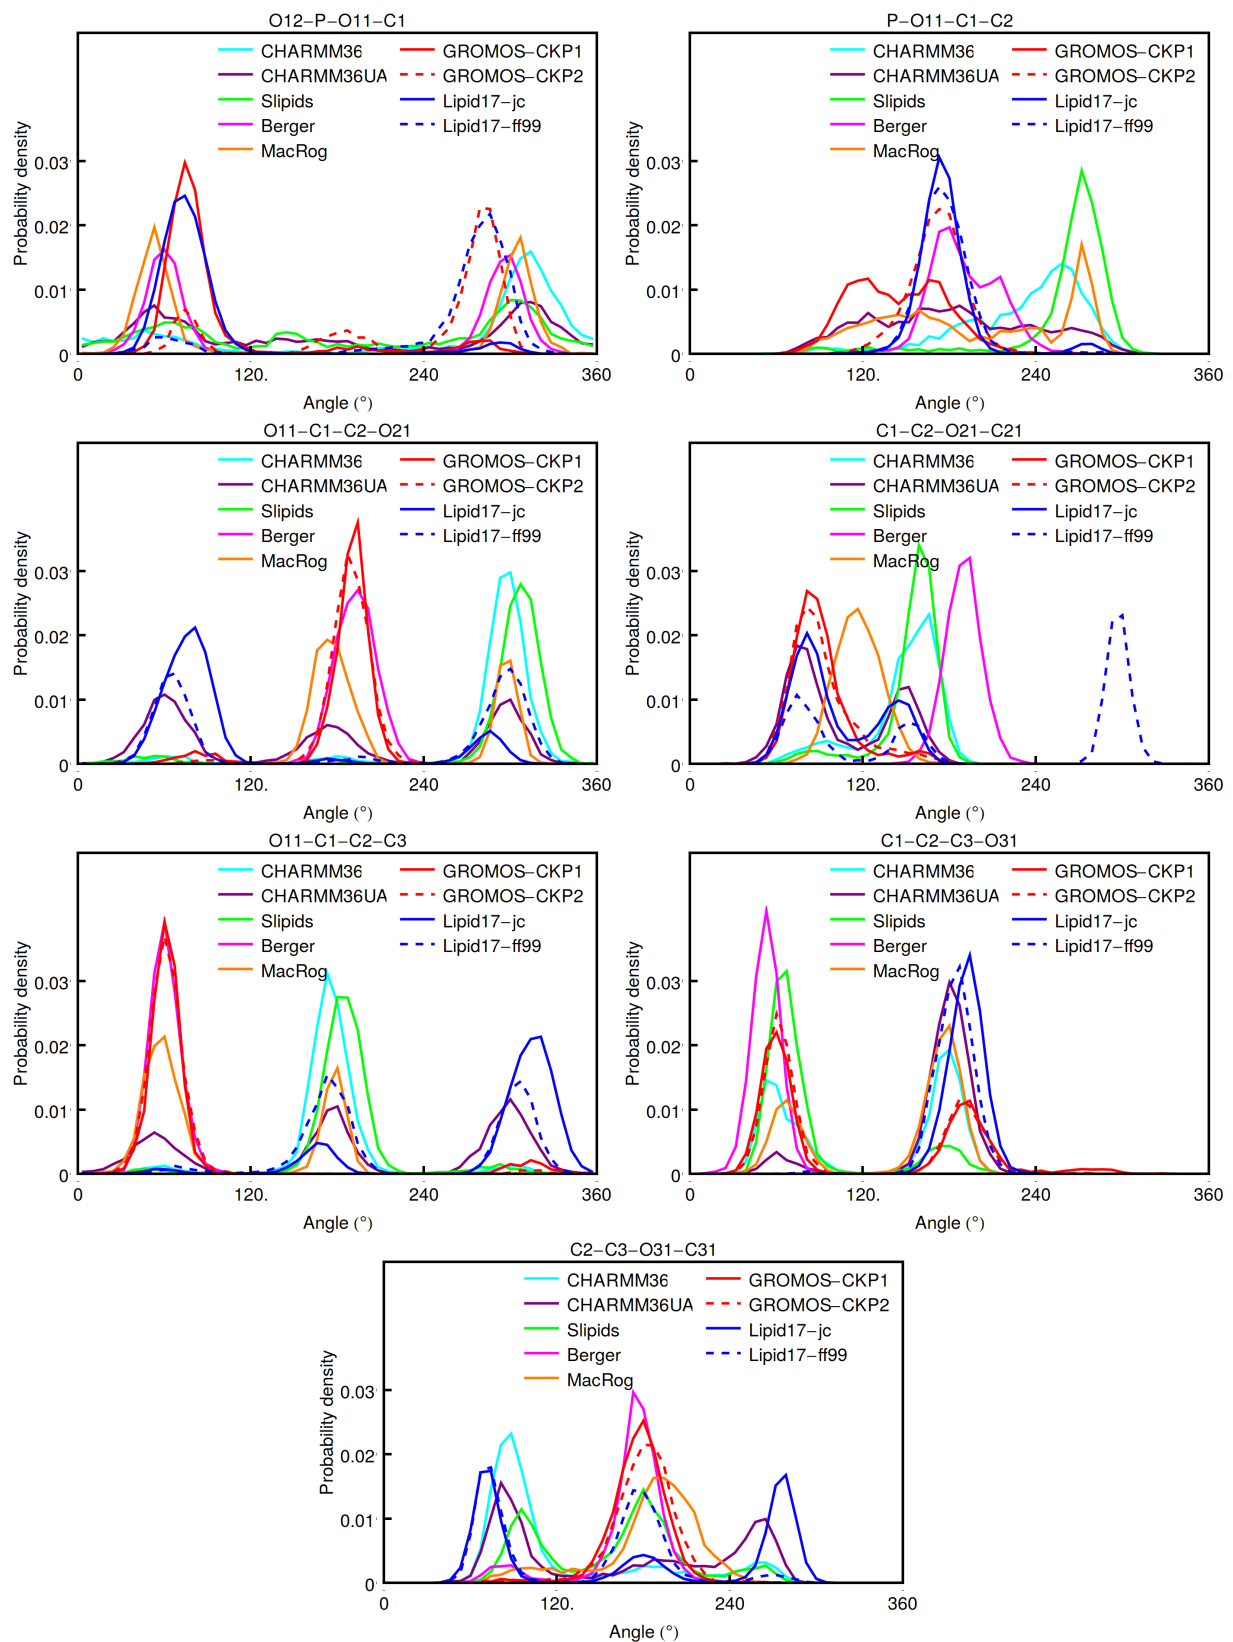 O12−P−O11−C1
CHARMM36 GROMOS−CKP1
CHARMM36UA GROMOS−CKP2
Slipids Lipid17−jc
Berger Lipid17−ff99
MacRog
Probability density
0.03
0.02
0.01
0
0 120. 240 360
Angle (°)
P−O11−C1−C2
CHARMM36 GROMOS−CKP1
CHARMM36UA GROMOS−CKP2
Slipids Lipid17−jc
Berger Lipid17−ff99
MacRog
Probability density
0.03
0.02
0.01
0
0 120. 240 360
Angle (°)
O11−C1−C2−O21
CHARMM36 GROMOS−CKP1
CHARMM36UA GROMOS−CKP2
Slipids Lipid17−jc
Berger Lipid17−ff99
MacRog
Probability density
0.03
0.02
0.01
0
0 120. 240 360
Angle (°)
C1−C2−O21−C21
CHARMM36 GROMOS−CKP1
CHARMM36UA GROMOS−CKP2
Slipids Lipid17−jc
Berger Lipid17−ff99
MacRog
Probability density
0.03
0.02
0.01
0
0 120. 240 360
Angle (°)
O11−C1−C2−C3
CHARMM36 GROMOS−CKP1
CHARMM36UA GROMOS−CKP2
Slipids Lipid17−jc
Berger Lipid17−ff99
MacRog
Probability density
0.03
0.02
0.01
0
0 120. 240 360
Angle (°)
C1−C2−C3−O31
CHARMM36 GROMOS−CKP1
CHARMM36UA GROMOS−CKP2
Slipids Lipid17−jc
Berger Lipid17−ff99
MacRog
Probability density
0.03
0.02
0.01
0
0 120. 240 360
Angle (°)
C2−C3−O31−C31
CHARMM36 GROMOS−CKP1
CHARMM36UA GROMOS−CKP2
Slipids Lipid17−jc
Berger Lipid17−ff99
MacRog
Probability density
0.03
0.02
0.01
0
0 120. 240 360
Angle (°)